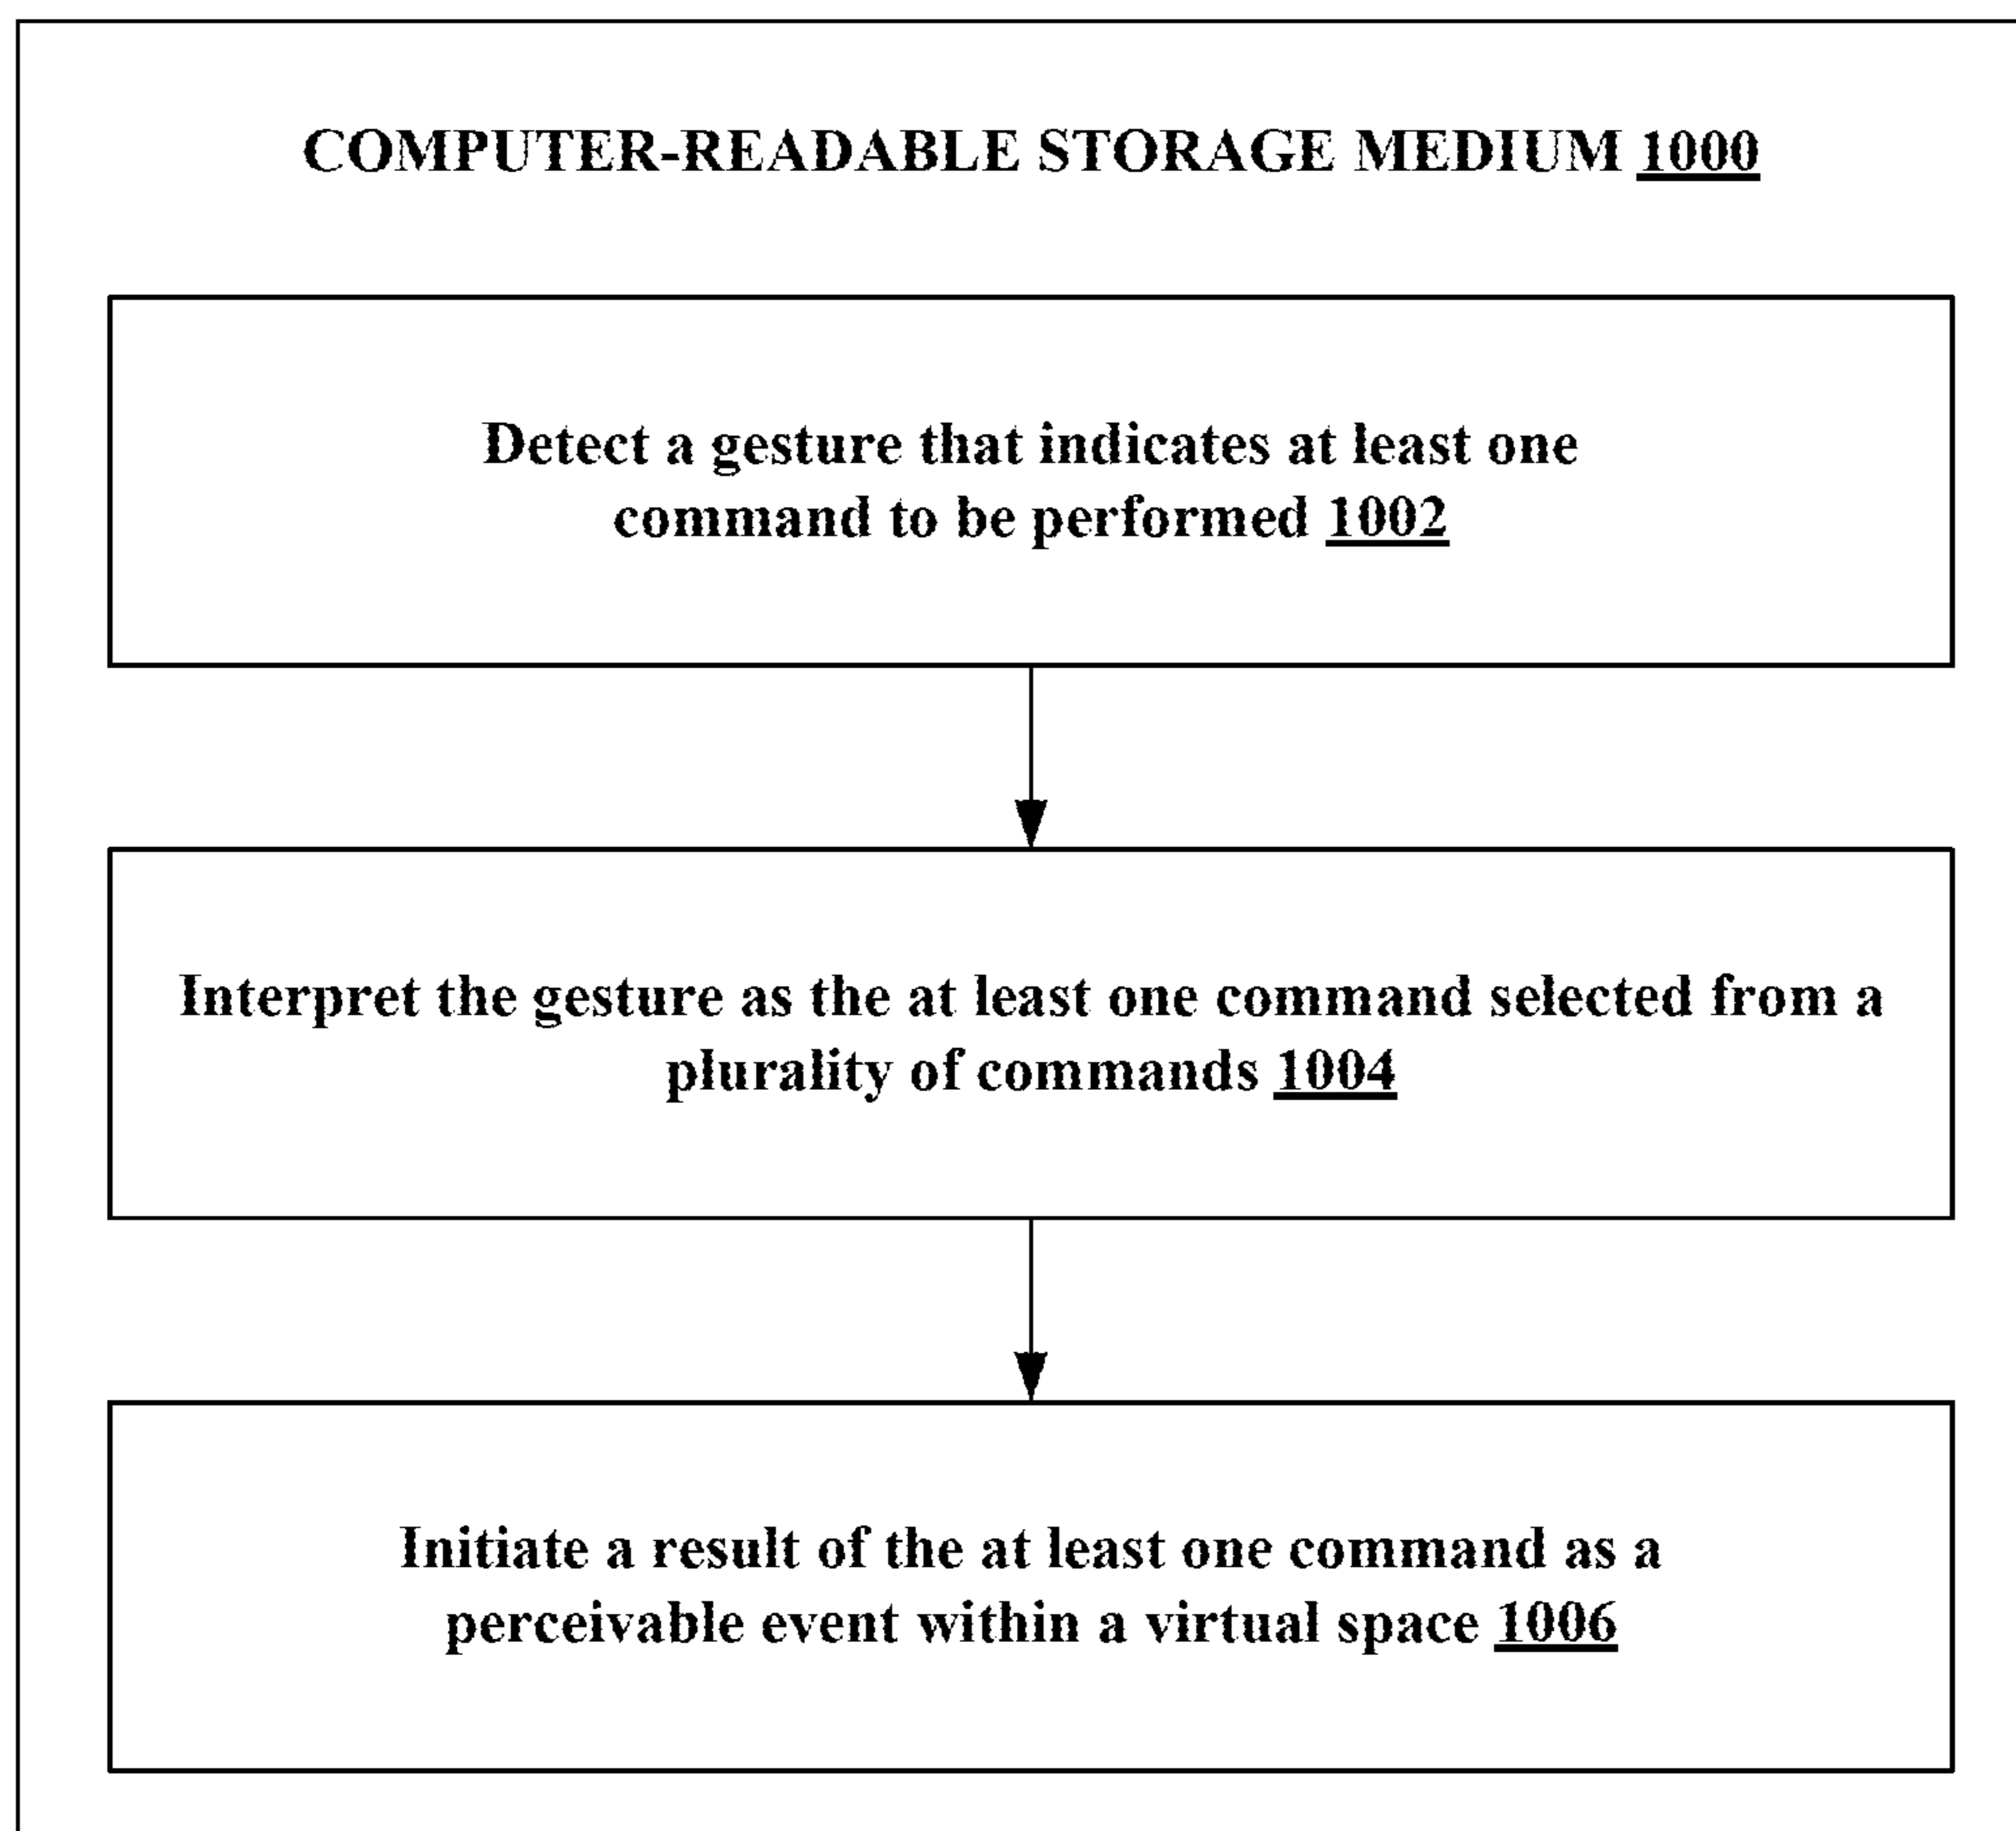 COMPUTER-READABLE STORAGE MEDIUM 1000
Detect a gesture that indicates at least one
command to be performed 1002
Interpret the gesture as the at least one command selected from a
plurality of commands 1004
Initiate a result of the at least one command as a
perceivable event within a virtual space 1006